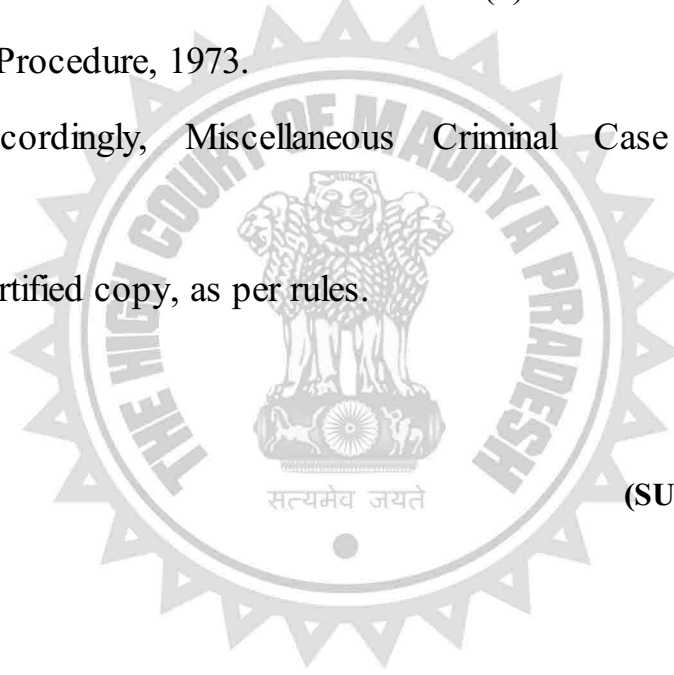 Procedure, 1973.
cordingly, Miscellaneous Criminal Case
rtified copy, as per rules.
THE HIGH COURT OF MADHYA PRADESH
सत्यमेव जयते
(SU